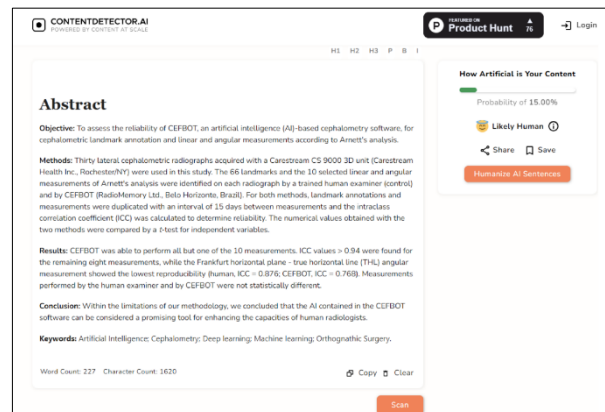 CONTENTDETECTOR.AI
POWERED BY CONTENT AT SCALE
P FEATURED ON
Product Hunt
▲ 76
Login
H1 H2 H3 P B I
Abstract
Objective: To assess the reliability of CEFBOT, an artificial intelligence (AI)-based cephalometry software, for
cephalometric landmark annotation and linear and angular measurements according to Arnett's analysis.
Methods: Thirty lateral cephalometric radiographs acquired with a Carestream CS 9000 3D unit (Carestream
Health Inc., Rochester/NY) were used in this study. The 66 landmarks and the 10 selected linear and angular
measurements of Arnett's analysis were identified on each radiograph by a trained human examiner (control)
and by CEFBOT (RadioMemory Ltd., Belo Horizonte, Brazil). For both methods, landmark annotations and
measurements were duplicated with an interval of 15 days between measurements and the intraclass
correlation coefficient (ICC) was calculated to determine reliability. The numerical values obtained with the
two methods were compared by a t-test for independent variables.
Results: CEFBOT was able to perform all but one of the 10 measurements. ICC values > 0.94 were found for
the remaining eight measurements, while the Frankfurt horizontal plane - true horizontal line (THL) angular
measurement showed the lowest reproducibility (human, ICC = 0.876; CEFBOT, ICC = 0.768). Measurements
performed by the human examiner and by CEFBOT were not statistically different.
Conclusion: Within the limitations of our methodology, we concluded that the AI contained in the CEFBOT
software can be considered a promising tool for enhancing the capacities of human radiologists.
Keywords: Artificial Intelligence; Cephalometry; Deep learning; Machine learning; Orthognathic Surgery.
Word Count: 227 Character Count: 1620
Copy Clear
Scan
How Artificial is Your Content
Probability of 15.00%
Likely Human
Share Save
Humanize AI Sentences